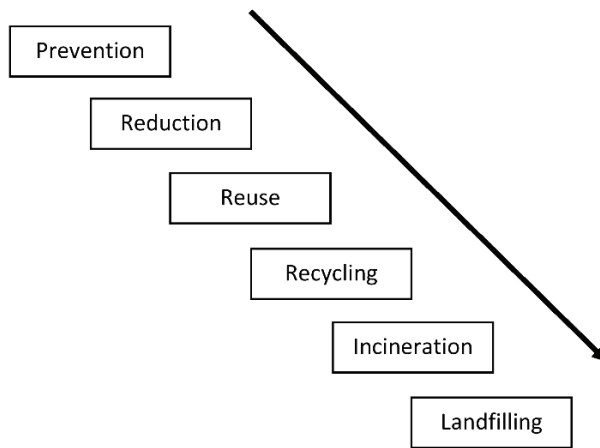 Prevention
Reduction
Reuse
Recycling
Incineration
Landfilling